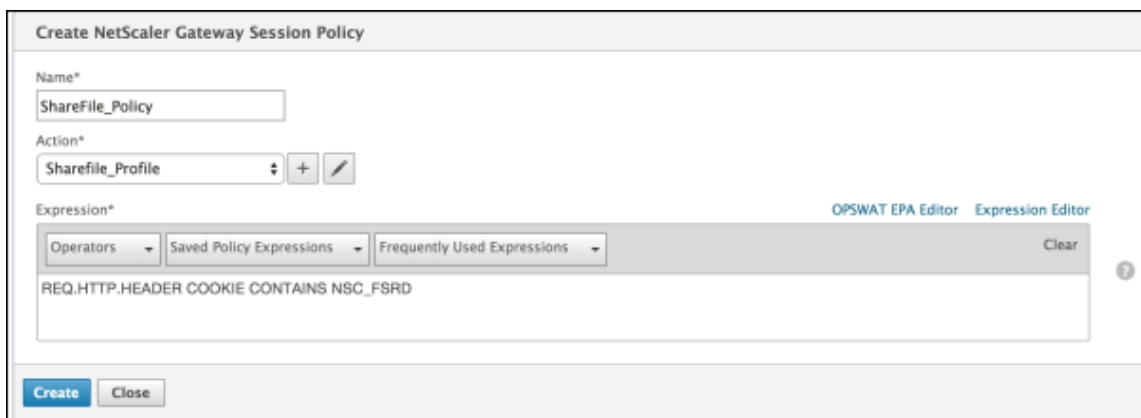 Create NetScaler Gateway Session Policy
Name*
ShareFile_Policy
Action*
Sharefile_Profile
+
Expression*
OPSWAT EPA Editor Expression Editor
Operators Saved Policy Expressions Frequently Used Expressions Clear
?
REQ.HTTP.HEADER COOKIE CONTAINS NSC_FSRD
Create Close